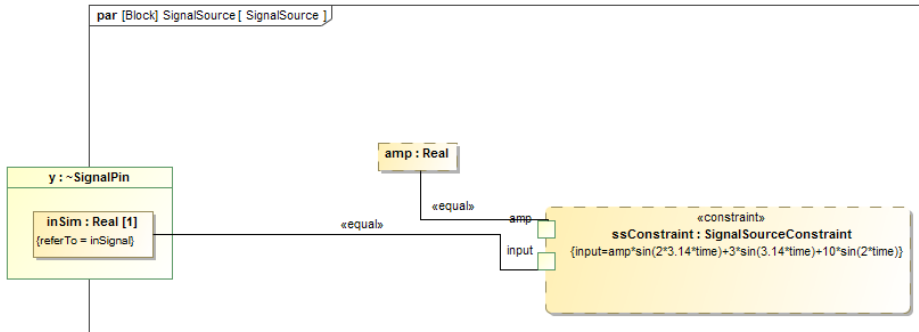 par [Block] SignalSource [ SignalSource ]
amp : Real
y : ~SignalPin
«equal»
amp
«constraint»
inSim : Real [1]
«equal»
ssConstraint : SignalSourceConstraint
{referTo = inSignal}
input
{input=amp*sin(2*3.14*time)+3*sin(3.14*time)+10*sin(2*time)}